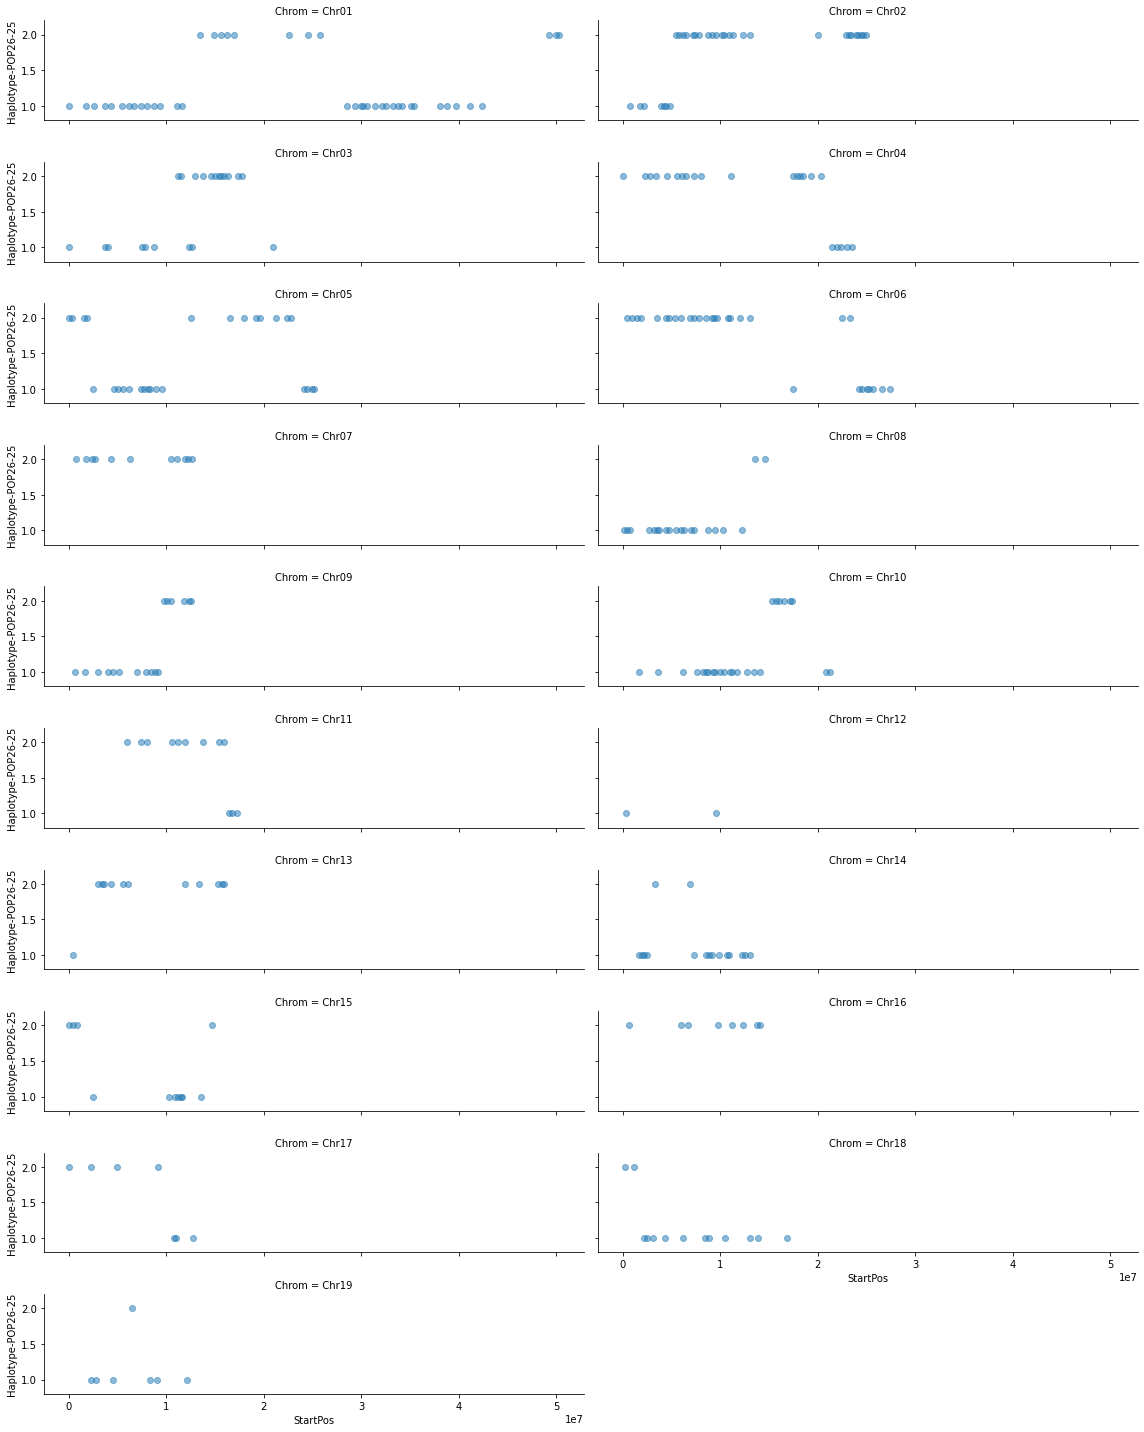 Chrom = Chr01
Chrom = Chr02
Haplotype-POP26-25
2.0
1.5
1.0
Chrom = Chr03
Chrom = Chr04
Haplotype-POP26-25
2.0
1.5
1.0
Chrom = Chr05
Chrom = Chr06
Haplotype-POP26-25
2.0
1.5
1.0
Chrom = Chr07
Chrom = Chr08
Haplotype-POP26-25
2.0
1.5
1.0
Chrom = Chr09
Chrom = Chr10
Haplotype-POP26-25
2.0
1.5
1.0
Chrom = Chr11
Chrom = Chr12
Haplotype-POP26-25
2.0
1.5
1.0
Chrom = Chr13
Chrom = Chr14
Haplotype-POP26-25
2.0
1.5
1.0
Chrom = Chr15
Chrom = Chr16
Haplotype-POP26-25
2.0
1.5
1.0
Chrom = Chr17
Chrom = Chr18
Haplotype-POP26-25
2.0
1.5
1.0
0 1 2 3 4 5
StartPos
1e7
Chrom = Chr19
Haplotype-POP26-25
2.0
1.5
1.0
0 1 2 3 4 5
StartPos
1e7